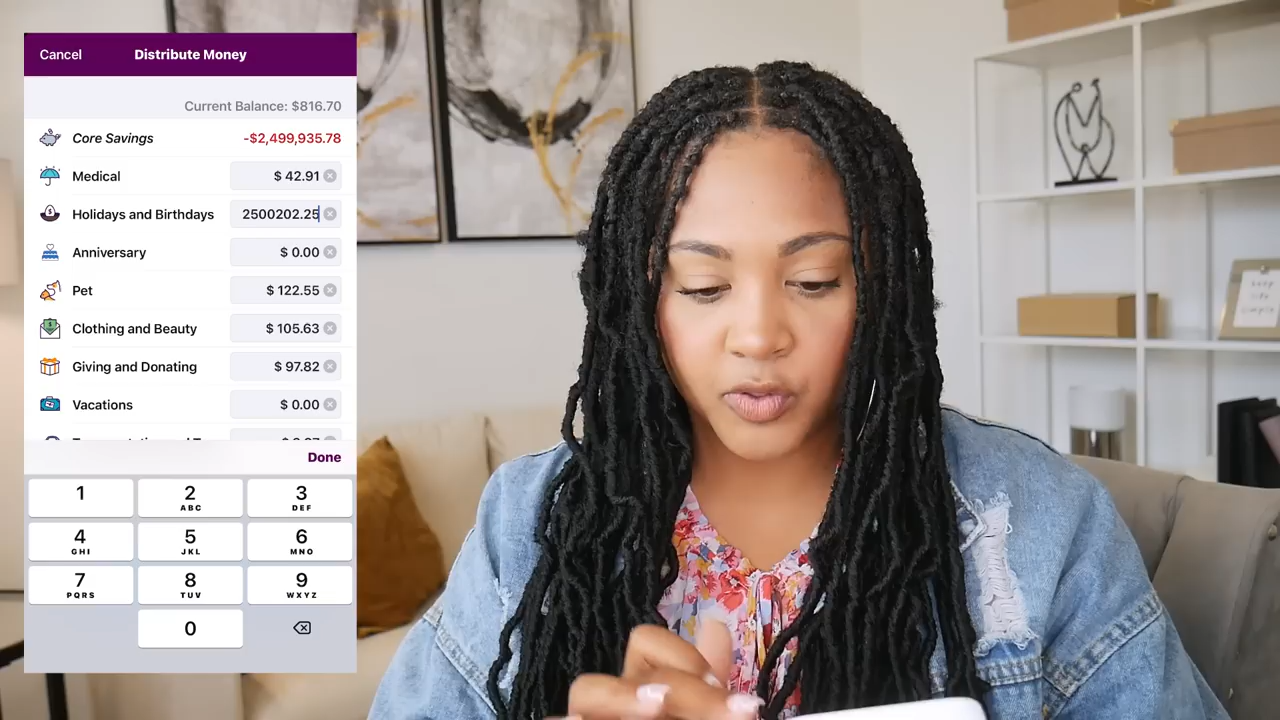 Cancel Distribute Money
Current Balance: $816.70
Core Savings -$2,499,935.78
Medical $ 42.91
Holidays and Birthdays 2500202.25
Anniversary $ 0.00
Pet $ 122.55
Clothing and Beauty $ 105.63
Giving and Donating $ 97.82
Vacations $ 0.00
Done
1 2 3
ABC DEF
4 5 6
GHI JKL MNO
7 8 9
PQRS TUV WXYZ
0
keep
life
simple